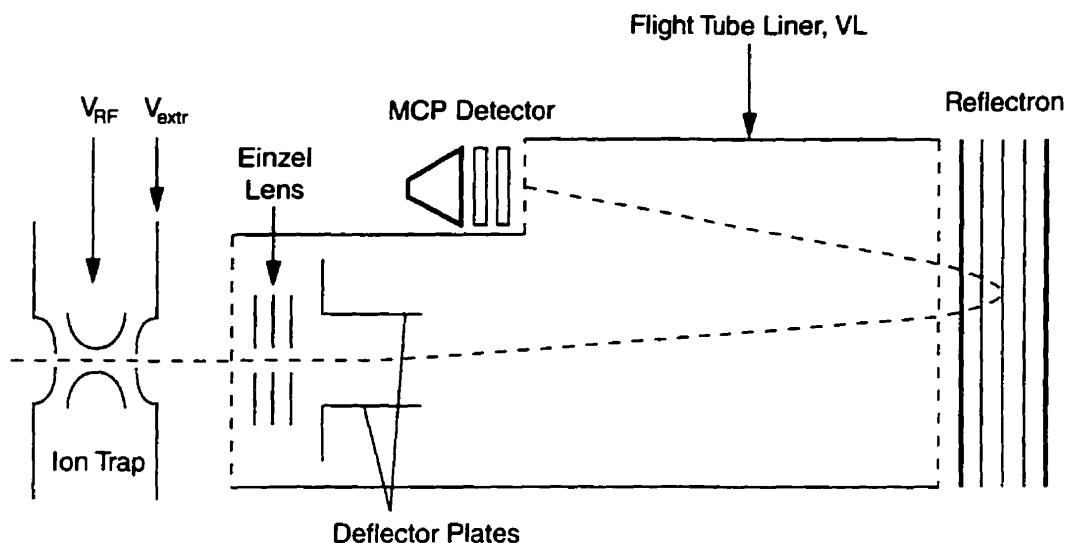 Flight Tube Liner, VL
V_RF
V_extr
MCP Detector
Reflectron
Einzel
Lens
Ion Trap
Deflector Plates